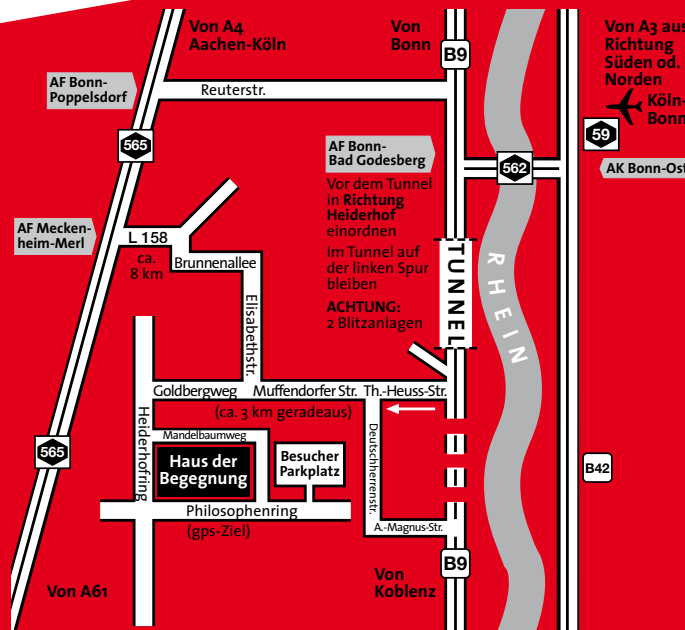 Von A4
Aachen-Köln
Von
Bonn
B9
Von A3 aus
Richtung
Süden od.
Norden
Köln-
Bonn
59
AK Bonn-Ost
AF Bonn-
Poppelsdorf
Reuterstr.
565
AF Bonn-
Bad Godesberg
562
Vor dem Tunnel
in Richtung
Heiderhof
einordnen
Im Tunnel auf
der linken Spur
bleiben
ACHTUNG:
2 Blitzanlagen
TUNNEL
RHEIN
AF Mecken-
heim-Merl
L 158
ca.
8 km
Brunnenallee
Elisabethstr.
Goldbergweg
Muffendorfer Str.
Th.-Heuss-Str.
(ca. 3 km geradeaus)
Heiderhofring
Mandelbaumweg
Deutschherrenstr.
Haus der
Begegnung
Besucher
Parkplatz
565
B42
Philosophenring
(gps-Ziel)
A.-Magnus-Str.
B9
Von A61
Von
Koblenz